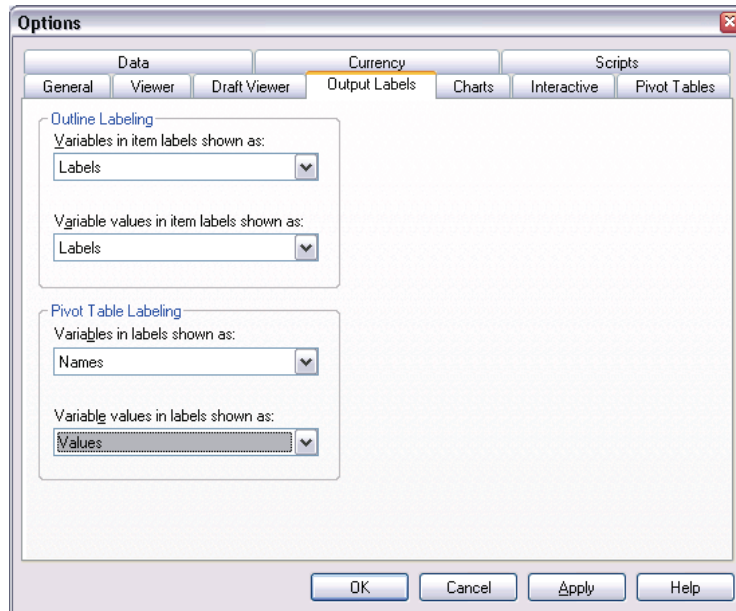 Options
Data Currency Scripts
General Viewer Draft Viewer Output Labels Charts Interactive Pivot Tables
Outline Labeling
Variables in item labels shown as:
Labels
Variable values in item labels shown as:
Labels
Pivot Table Labeling
Variables in labels shown as:
Names
Variable values in labels shown as:
Values
OK Cancel Apply Help